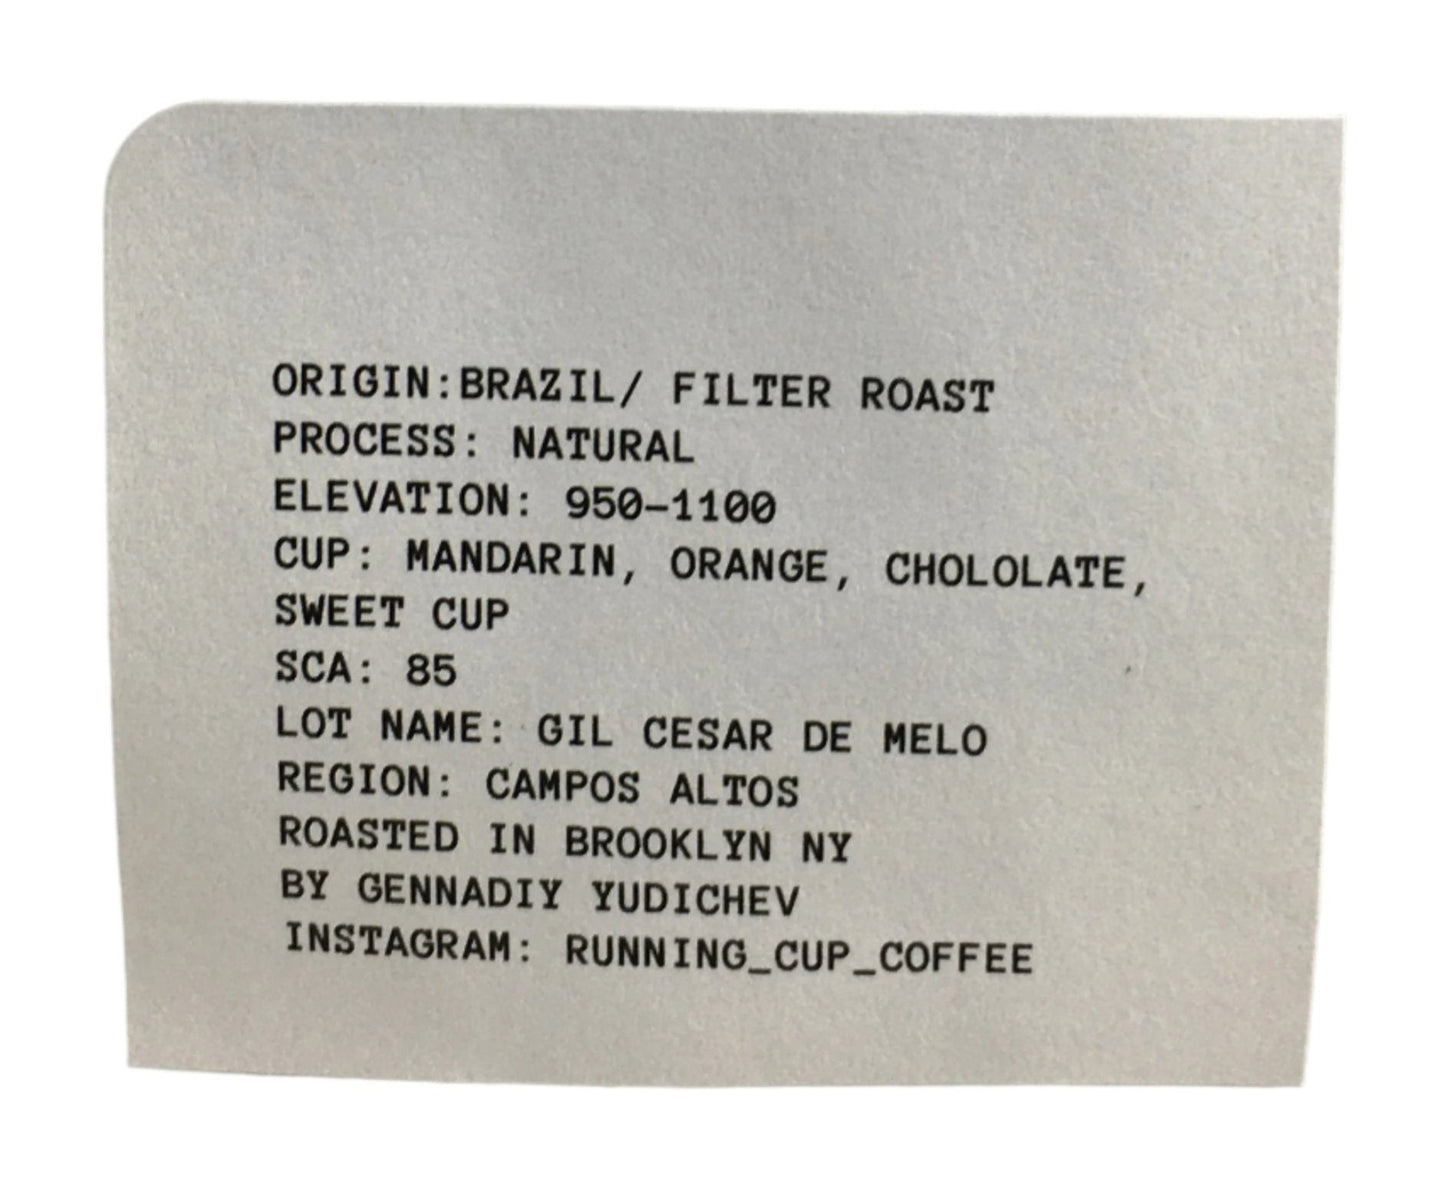 ORIGIN:BRAZIL/ FILTER ROAST
PROCESS: NATURAL
ELEVATION: 950-1100
CUP: MANDARIN, ORANGE, CHOLOLATE,
SWEET CUP
SCA: 85
LOT NAME: GIL CESAR DE MELO
REGION: CAMPOS ALTOS
ROASTED IN BROOKLYN NY
BY GENNADIY YUDICHEV
INSTAGRAM: RUNNING_CUP_COFFEE